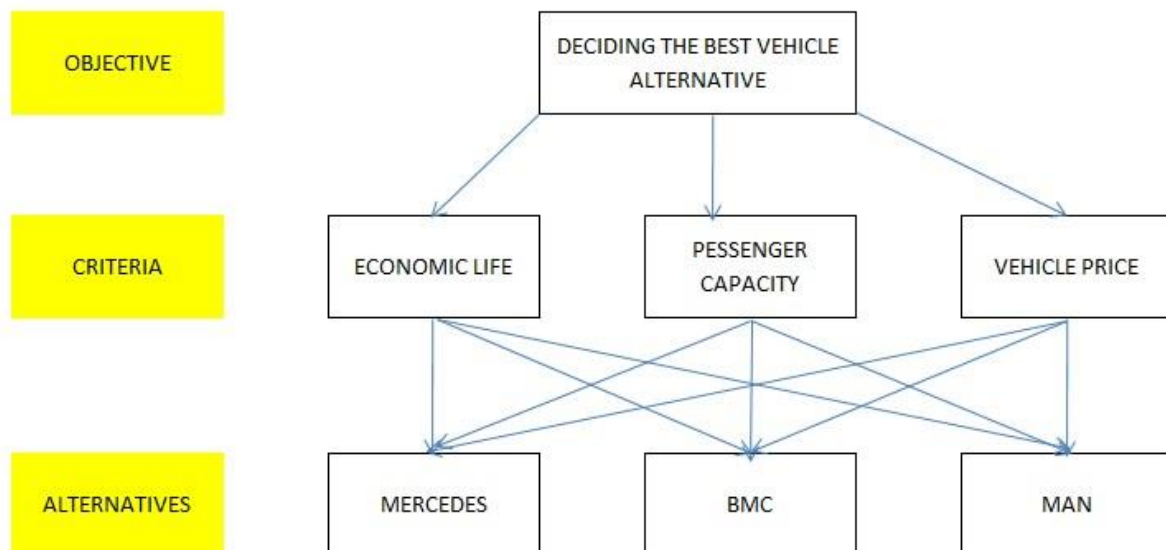 OBJECTIVE
DECIDING THE BEST VEHICLE
ALTERNATIVE
CRITERIA
ECONOMIC LIFE
PESSENGER
CAPACITY
VEHICLE PRICE
ALTERNATIVES
MERCEDES
BMC
MAN